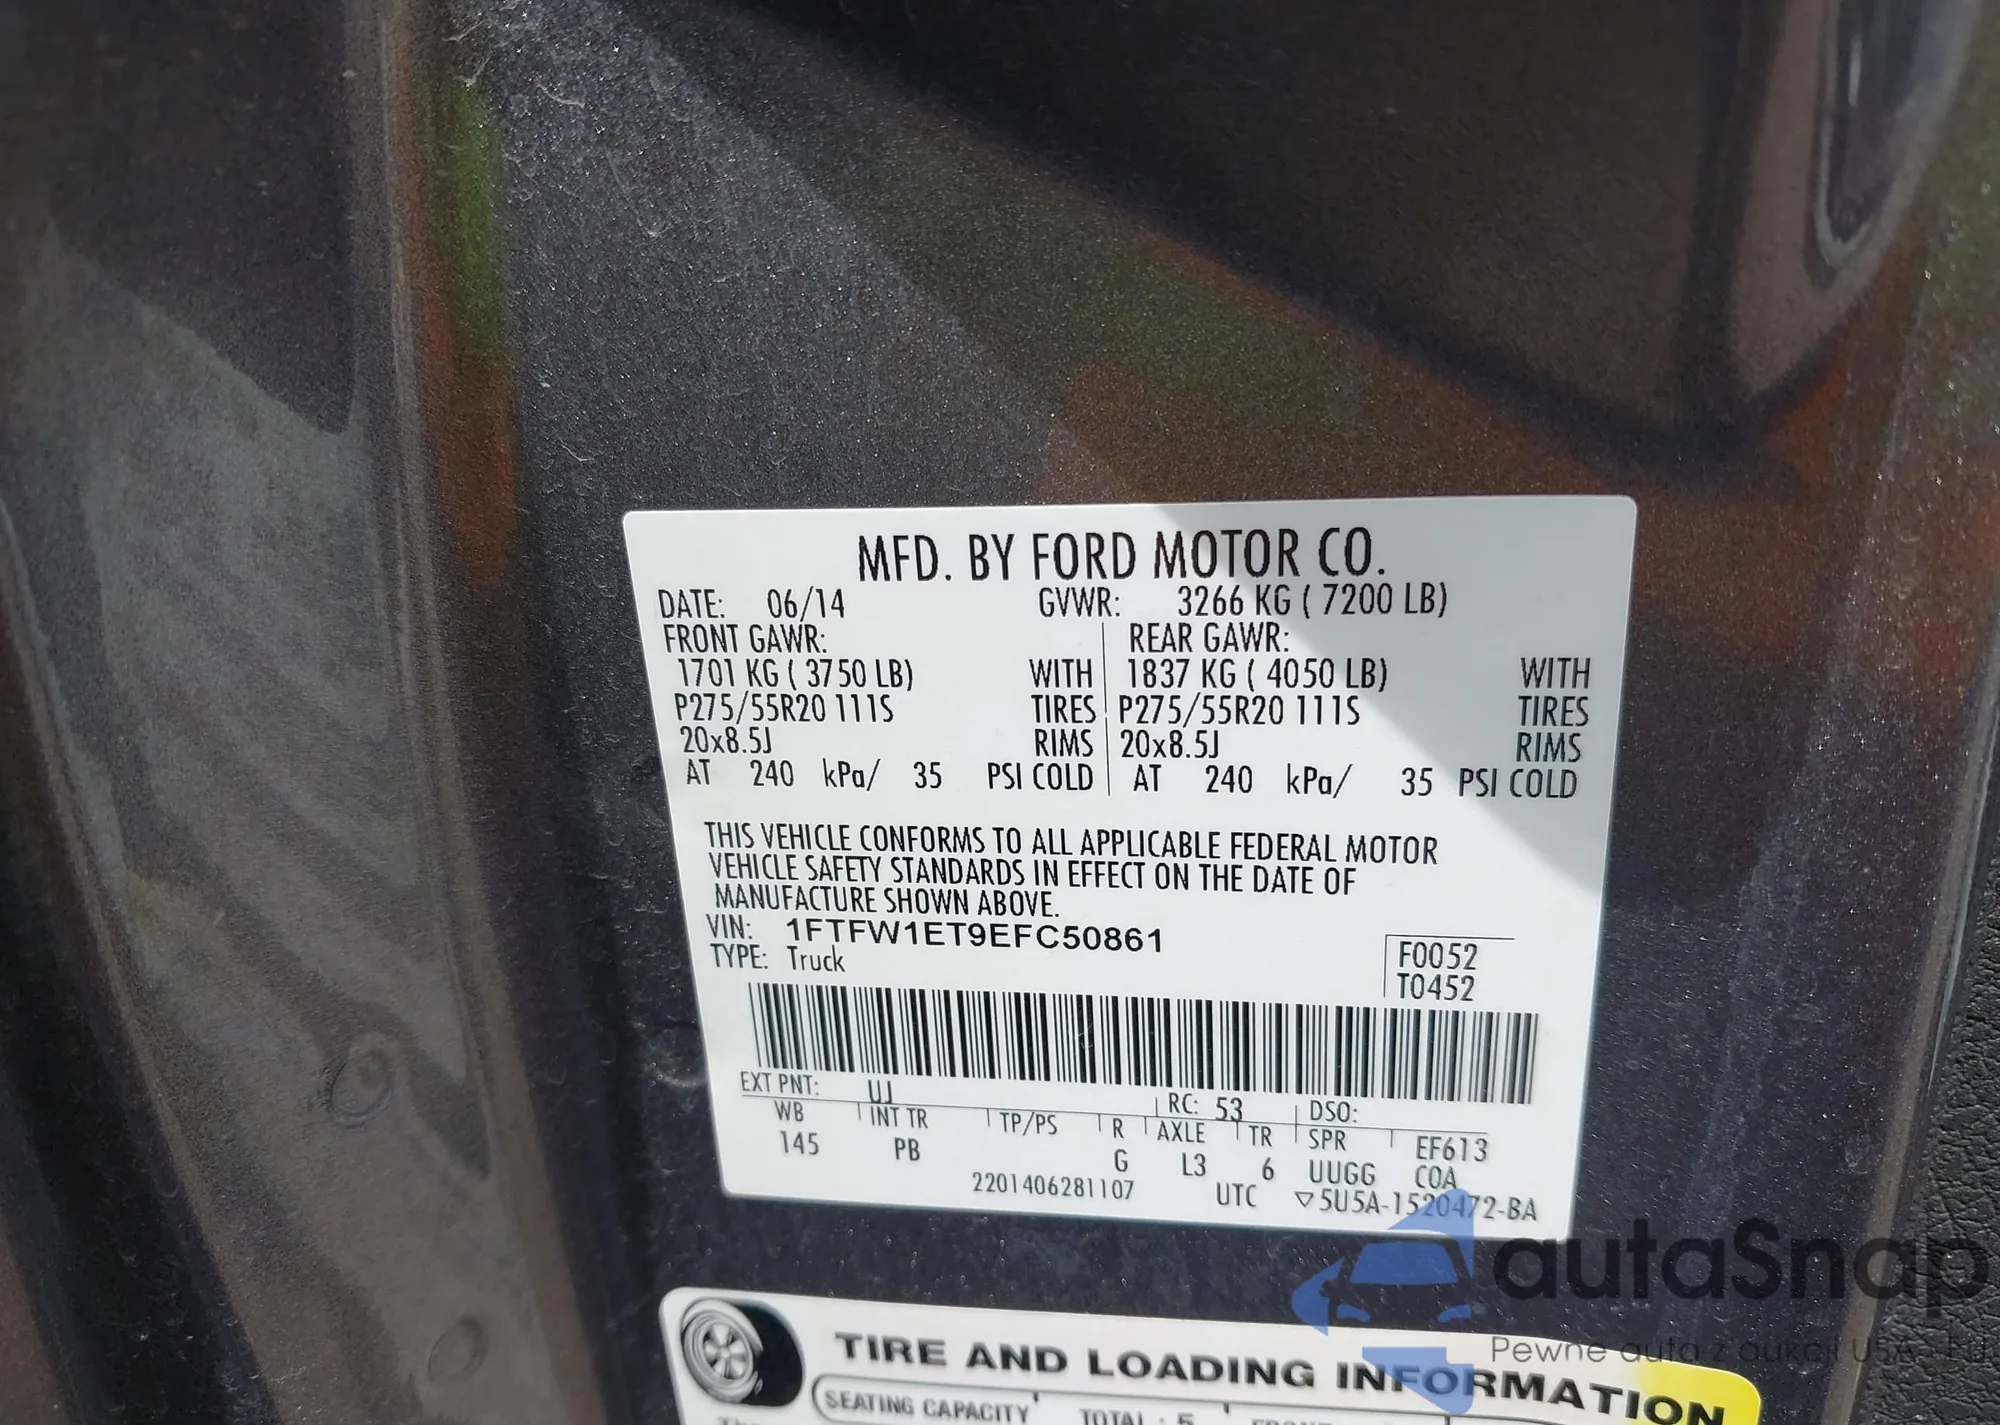 MFD. BY FORD MOTOR CO.
DATE: 06/14 GVWR: 3266 KG ( 7200 LB)
FRONT GAWR: REAR GAWR:
1701 KG ( 3750 LB) WITH 1837 KG ( 4050 LB) WITH
P275/55R20 111S TIRES P275/55R20 111S TIRES
20x8.5J RIMS 20x8.5J RIMS
AT 240 kPa/ 35 PSI COLD AT 240 kPa/ 35 PSI COLD
THIS VEHICLE CONFORMS TO ALL APPLICABLE FEDERAL MOTOR
VEHICLE SAFETY STANDARDS IN EFFECT ON THE DATE OF
MANUFACTURE SHOWN ABOVE.
VIN: 1FTFW1ET9EFC50861
TYPE: Truck
F0052
T0452
EXT PNT: UJ RC: 53 DSO:
WB INT TR TP/PS R AXLE TR SPR EF613
145 PB G L3 6 UUGG COA
2201406281107 UTC ▽5U5A-1520472-BA
autaSnap
Pewne auta z aukcji USA
TIRE AND LOADING INFORMATION
SEATING CAPACITY TOTAL : 5